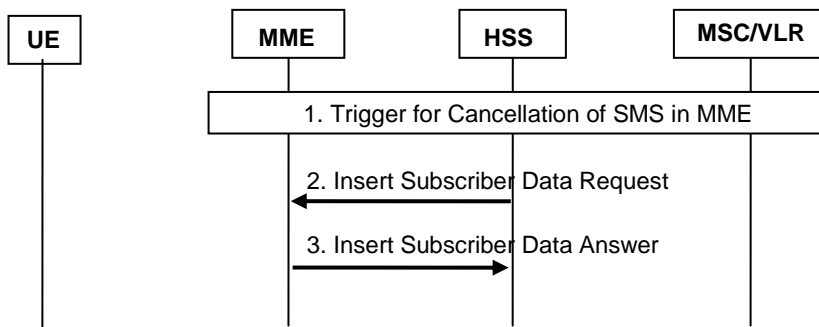 UE
MME
HSS
MSC/VLR
1. Trigger for Cancellation of SMS in MME
2. Insert Subscriber Data Request
3. Insert Subscriber Data Answer